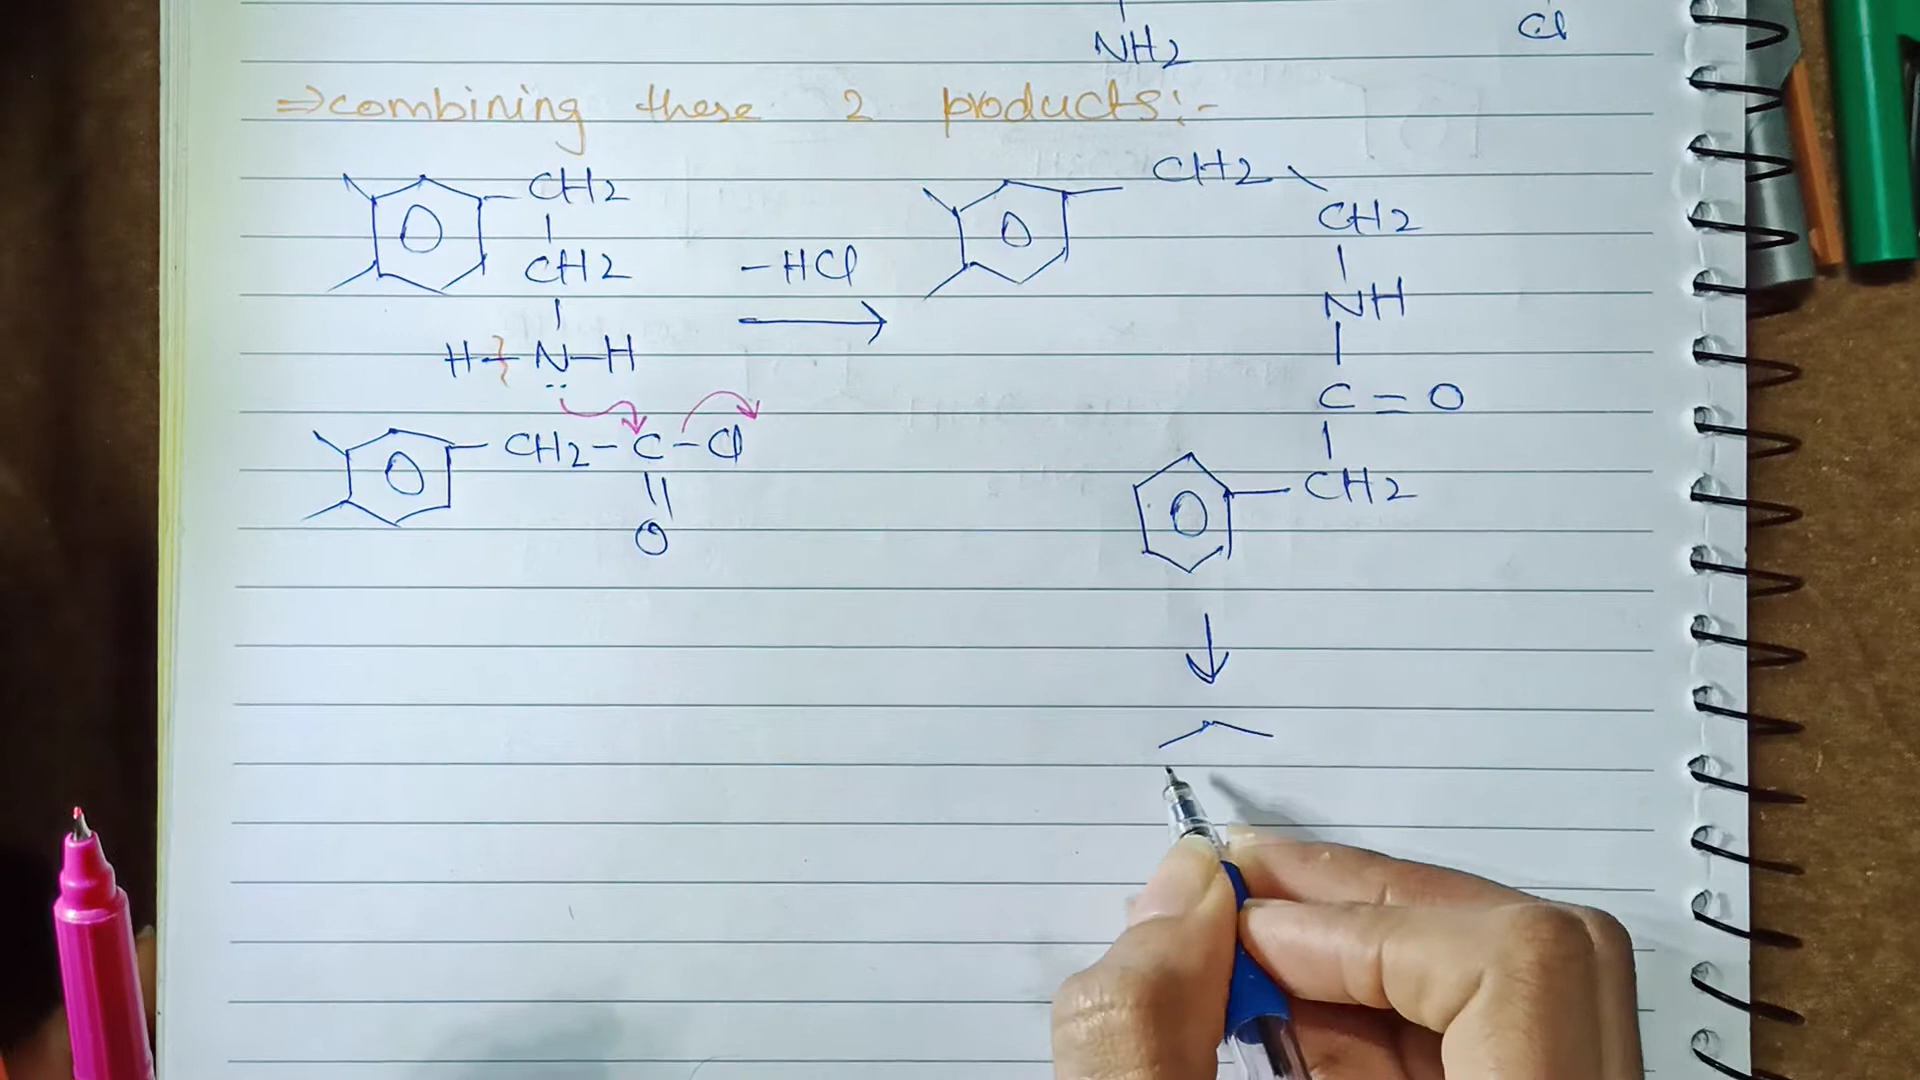 NH2
Cl
⇒combining these 2 products:-
CH2
CH2
H-N-H
-HCl
CH2-C-Cl
O
CH2
CH2
NH
C=O
CH2